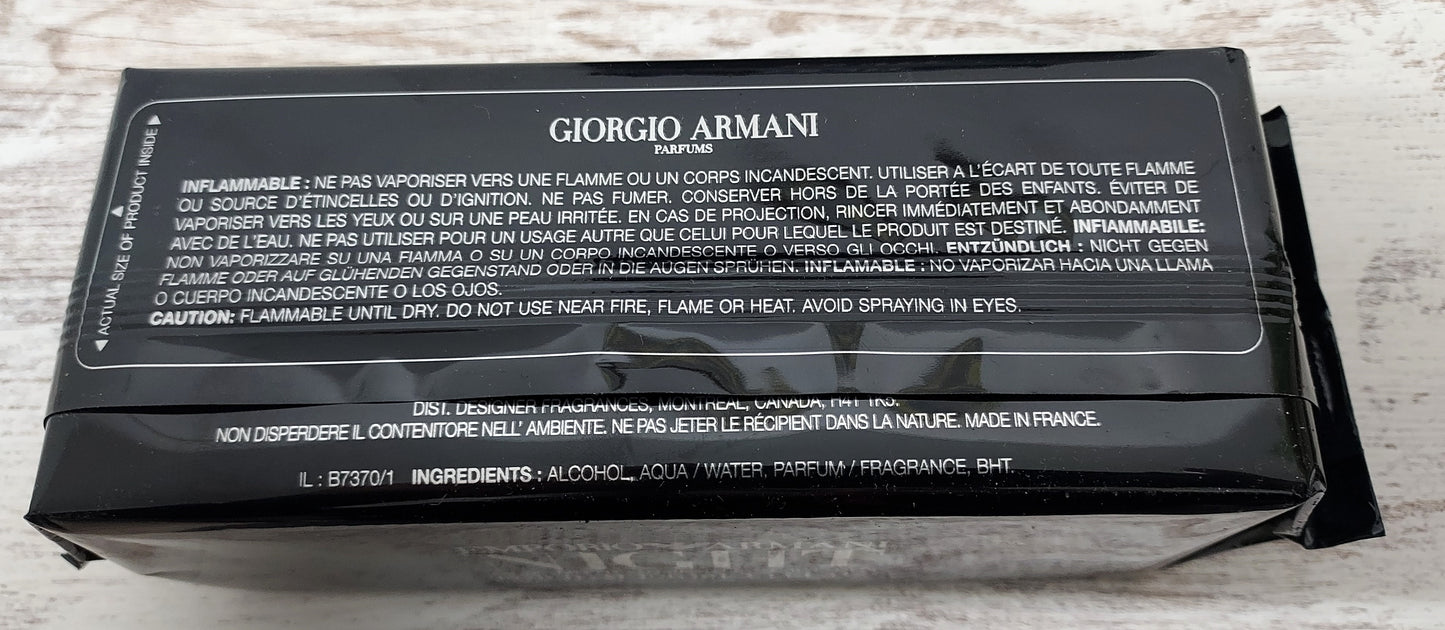 GIORGIO ARMANI
PARFUMS
◄ ACTUAL SIZE OF PRODUCT INSIDE ►
INFLAMMABLE : NE PAS VAPORISER VERS UNE FLAMME OU UN CORPS INCANDESCENT. UTILISER A L'ÉCART DE TOUTE FLAMME
OU SOURCE D'ÉTINCELLES OU D'IGNITION. NE PAS FUMER. CONSERVER HORS DE LA PORTÉE DES ENFANTS. ÉVITER DE
VAPORISER VERS LES YEUX OU SUR UNE PEAU IRRITÉE. EN CAS DE PROJECTION, RINCER IMMÉDIATEMENT ET ABONDAMMENT
AVEC DE L'EAU. NE PAS UTILISER POUR UN USAGE AUTRE QUE CELUI POUR LEQUEL LE PRODUIT EST DESTINÉ. INFIAMMABILE:
NON VAPORIZZARE SU UNA FIAMMA O SU UN CORPO INCANDESCENTE O VERSO GLI OCCHI. ENTZÜNDLICH : NICHT GEGEN
FLAMME ODER AUF GLÜHENDEN GEGENSTAND ODER IN DIE AUGEN SPRÜHEN. INFLAMABLE : NO VAPORIZAR HACIA UNA LLAMA
O CUERPO INCANDESCENTE O LOS OJOS.
CAUTION: FLAMMABLE UNTIL DRY. DO NOT USE NEAR FIRE, FLAME OR HEAT. AVOID SPRAYING IN EYES.
DIST. DESIGNER FRAGRANCES, MONTREAL, CANADA,
NON DISPERDERE IL CONTENITORE NELL' AMBIENTE. NE PAS JETER LE RÉCIPIENT DANS LA NATURE. MADE IN FRANCE.
IL : B7370/1 INGREDIENTS : ALCOHOL, AQUA / WATER, PARFUM / FRAGRANCE, BHT.